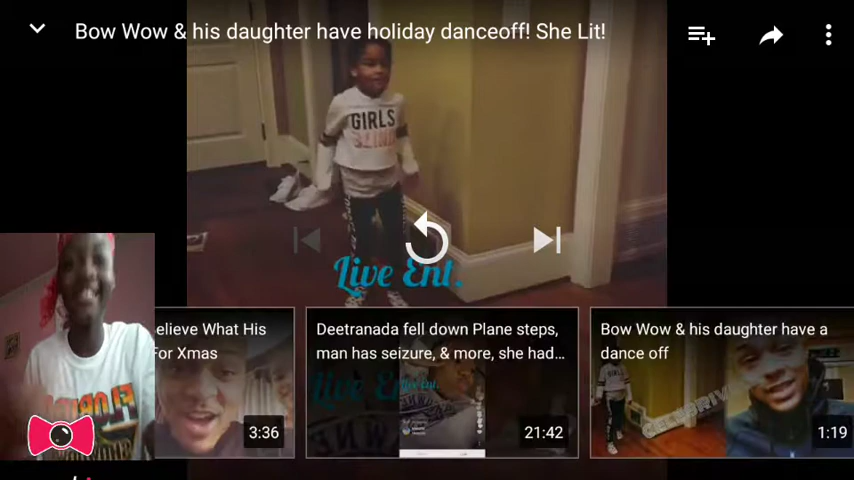 Bow Wow & his daughter have holiday danceoff! She Lit!
GIRLS
Live Ent.
elieve What His
For Xmas
3:36
Deetranada fell down Plane steps,
man has seizure, & more, she had...
Live Ent.
21:42
Bow Wow & his daughter have a
dance off
1:19